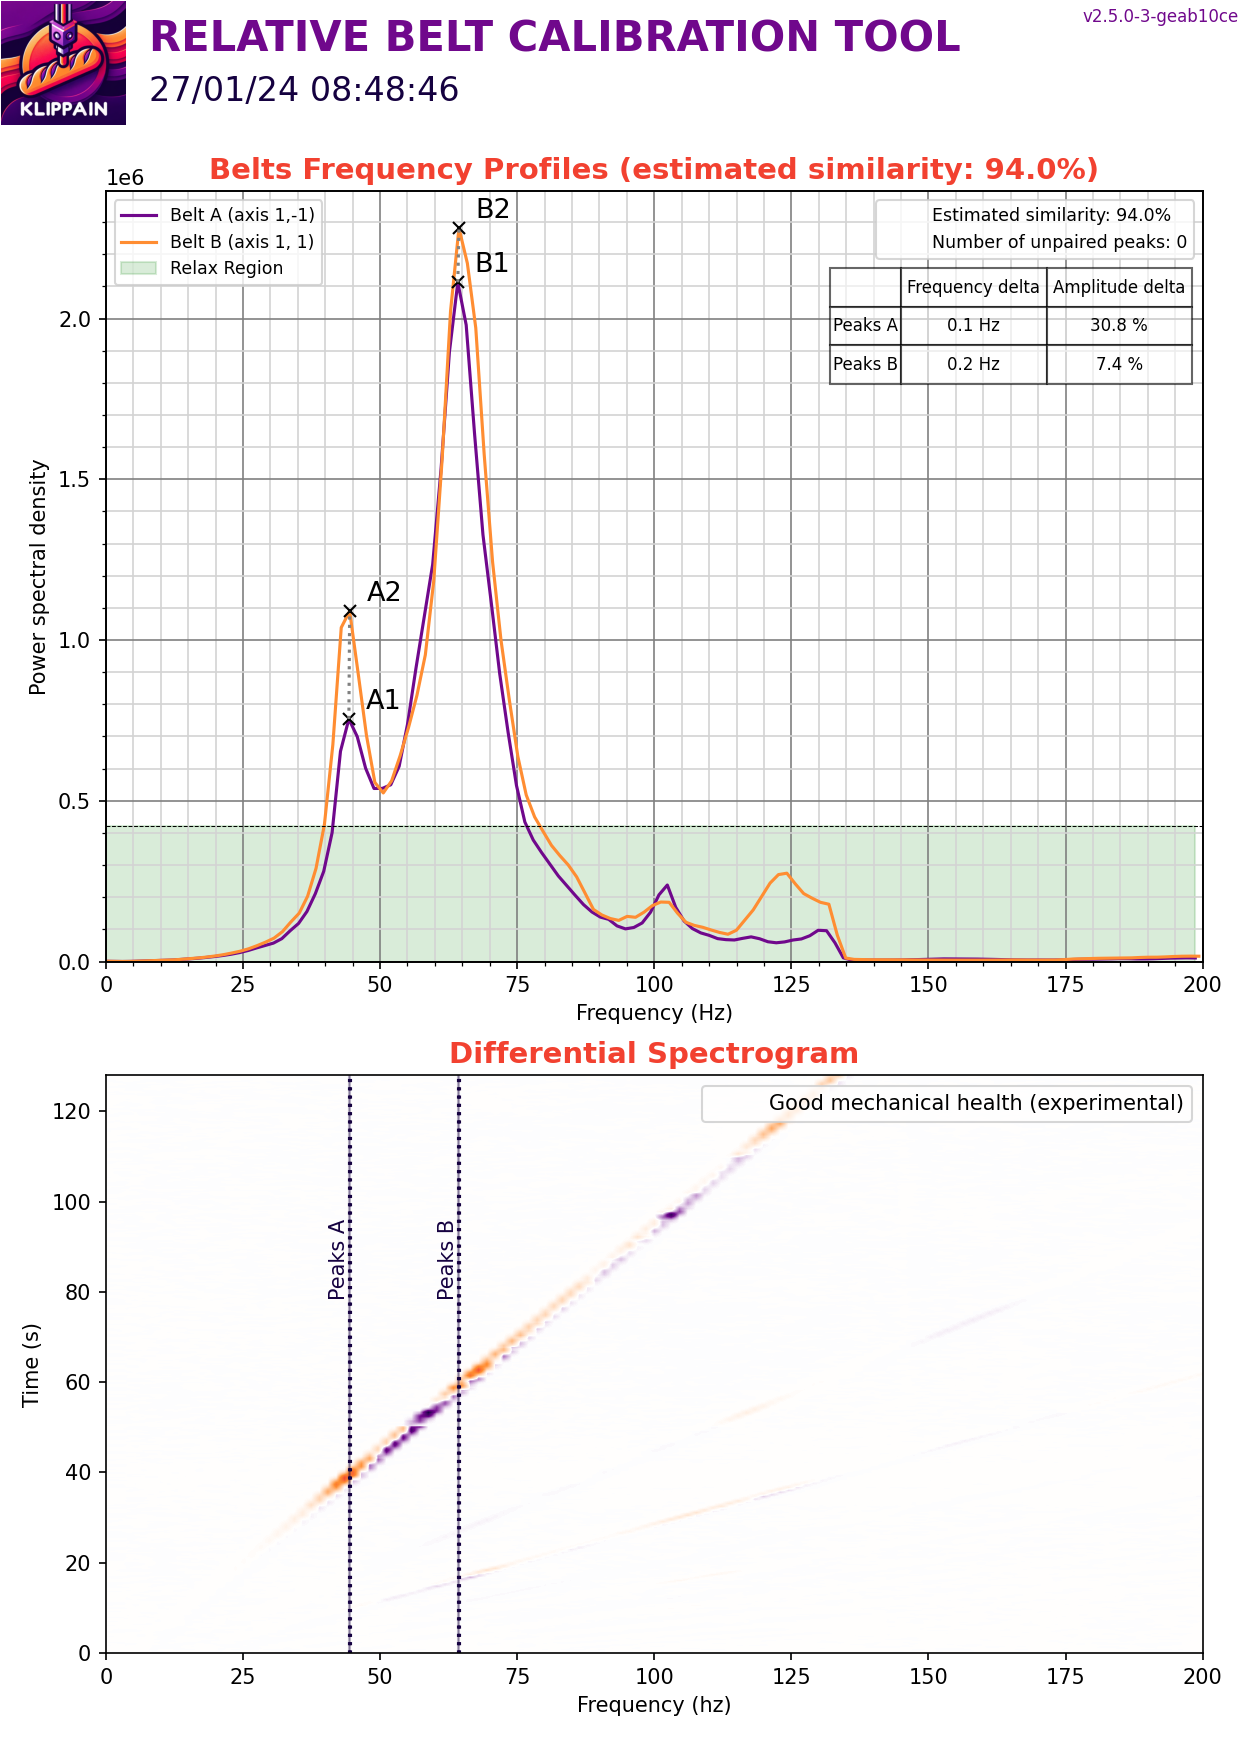 v2.5.0-3-geab10ce
KLIPPAIN
RELATIVE BELT CALIBRATION TOOL
27/01/24 08:48:46
Belts Frequency Profiles (estimated similarity: 94.0%)
1e6
Belt A (axis 1,-1)
Belt B (axis 1, 1)
Relax Region
B2
B1
A2
A1
Estimated similarity: 94.0%
Number of unpaired peaks: 0
Frequency delta Amplitude delta
Peaks A 0.1 Hz 30.8 %
Peaks B 0.2 Hz 7.4 %
Power spectral density
2.0
1.5
1.0
0.5
0.0
0 25 50 75 100 125 150 175 200
Frequency (Hz)
Differential Spectrogram
Good mechanical health (experimental)
Peaks A
Peaks B
Time (s)
120
100
80
60
40
20
0
0 25 50 75 100 125 150 175 200
Frequency (hz)